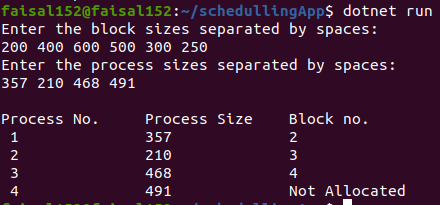 faisal152@faisal152:~/schedullingApp$ dotnet run
Enter the block sizes separated by spaces:
200 400 600 500 300 250
Enter the process sizes separated by spaces:
357 210 468 491
Process No. Process Size Block no.
1 357 2
2 210 3
3 468 4
4 491 Not Allocated